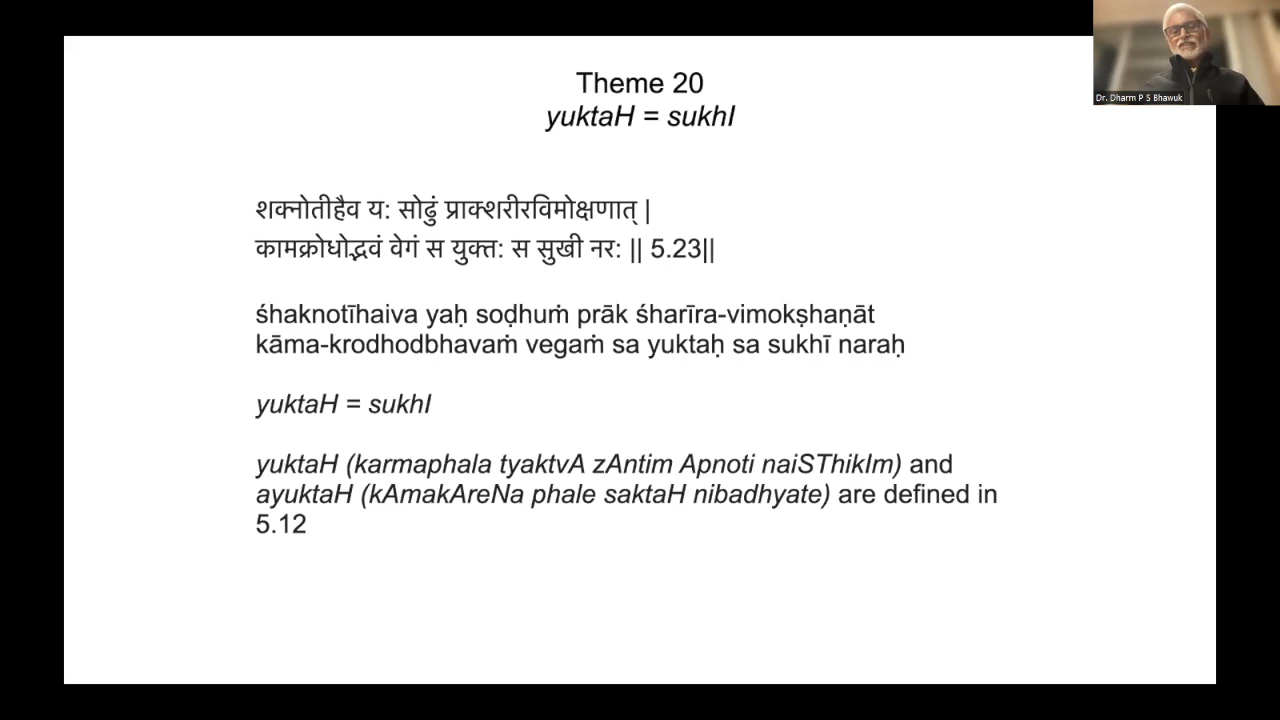 Theme 20
yuktaH = sukhI
शक्नोतीहैव य: सोढुं प्राक्शरीरविमोक्षणात् |
कामक्रोधोद्भवं वेगं स युक्त: स सुखी नर: || 5.23||
śhaknotīhaiva yaḥ soḍhuṁ prāk śharīra-vimokṣhaṇāt
kāma-krodhodbhavaṁ vegaṁ sa yuktaḥ sa sukhī naraḥ
yuktaH = sukhI
yuktaH (karmaphala tyaktvA zAntim Apnoti naiSThikIm) and
ayuktaH (kAmakAreNa phale saktaH nibadhyate) are defined in
5.12
Dr. Dharm P S Bhawuk